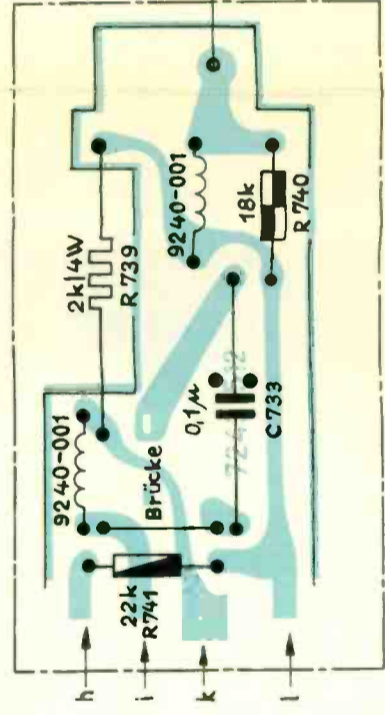 2k/4W
R739
9240-001
9240-001
18k
R740
0,1µ
C733
Brücke
22k
R741
h
i
k
l